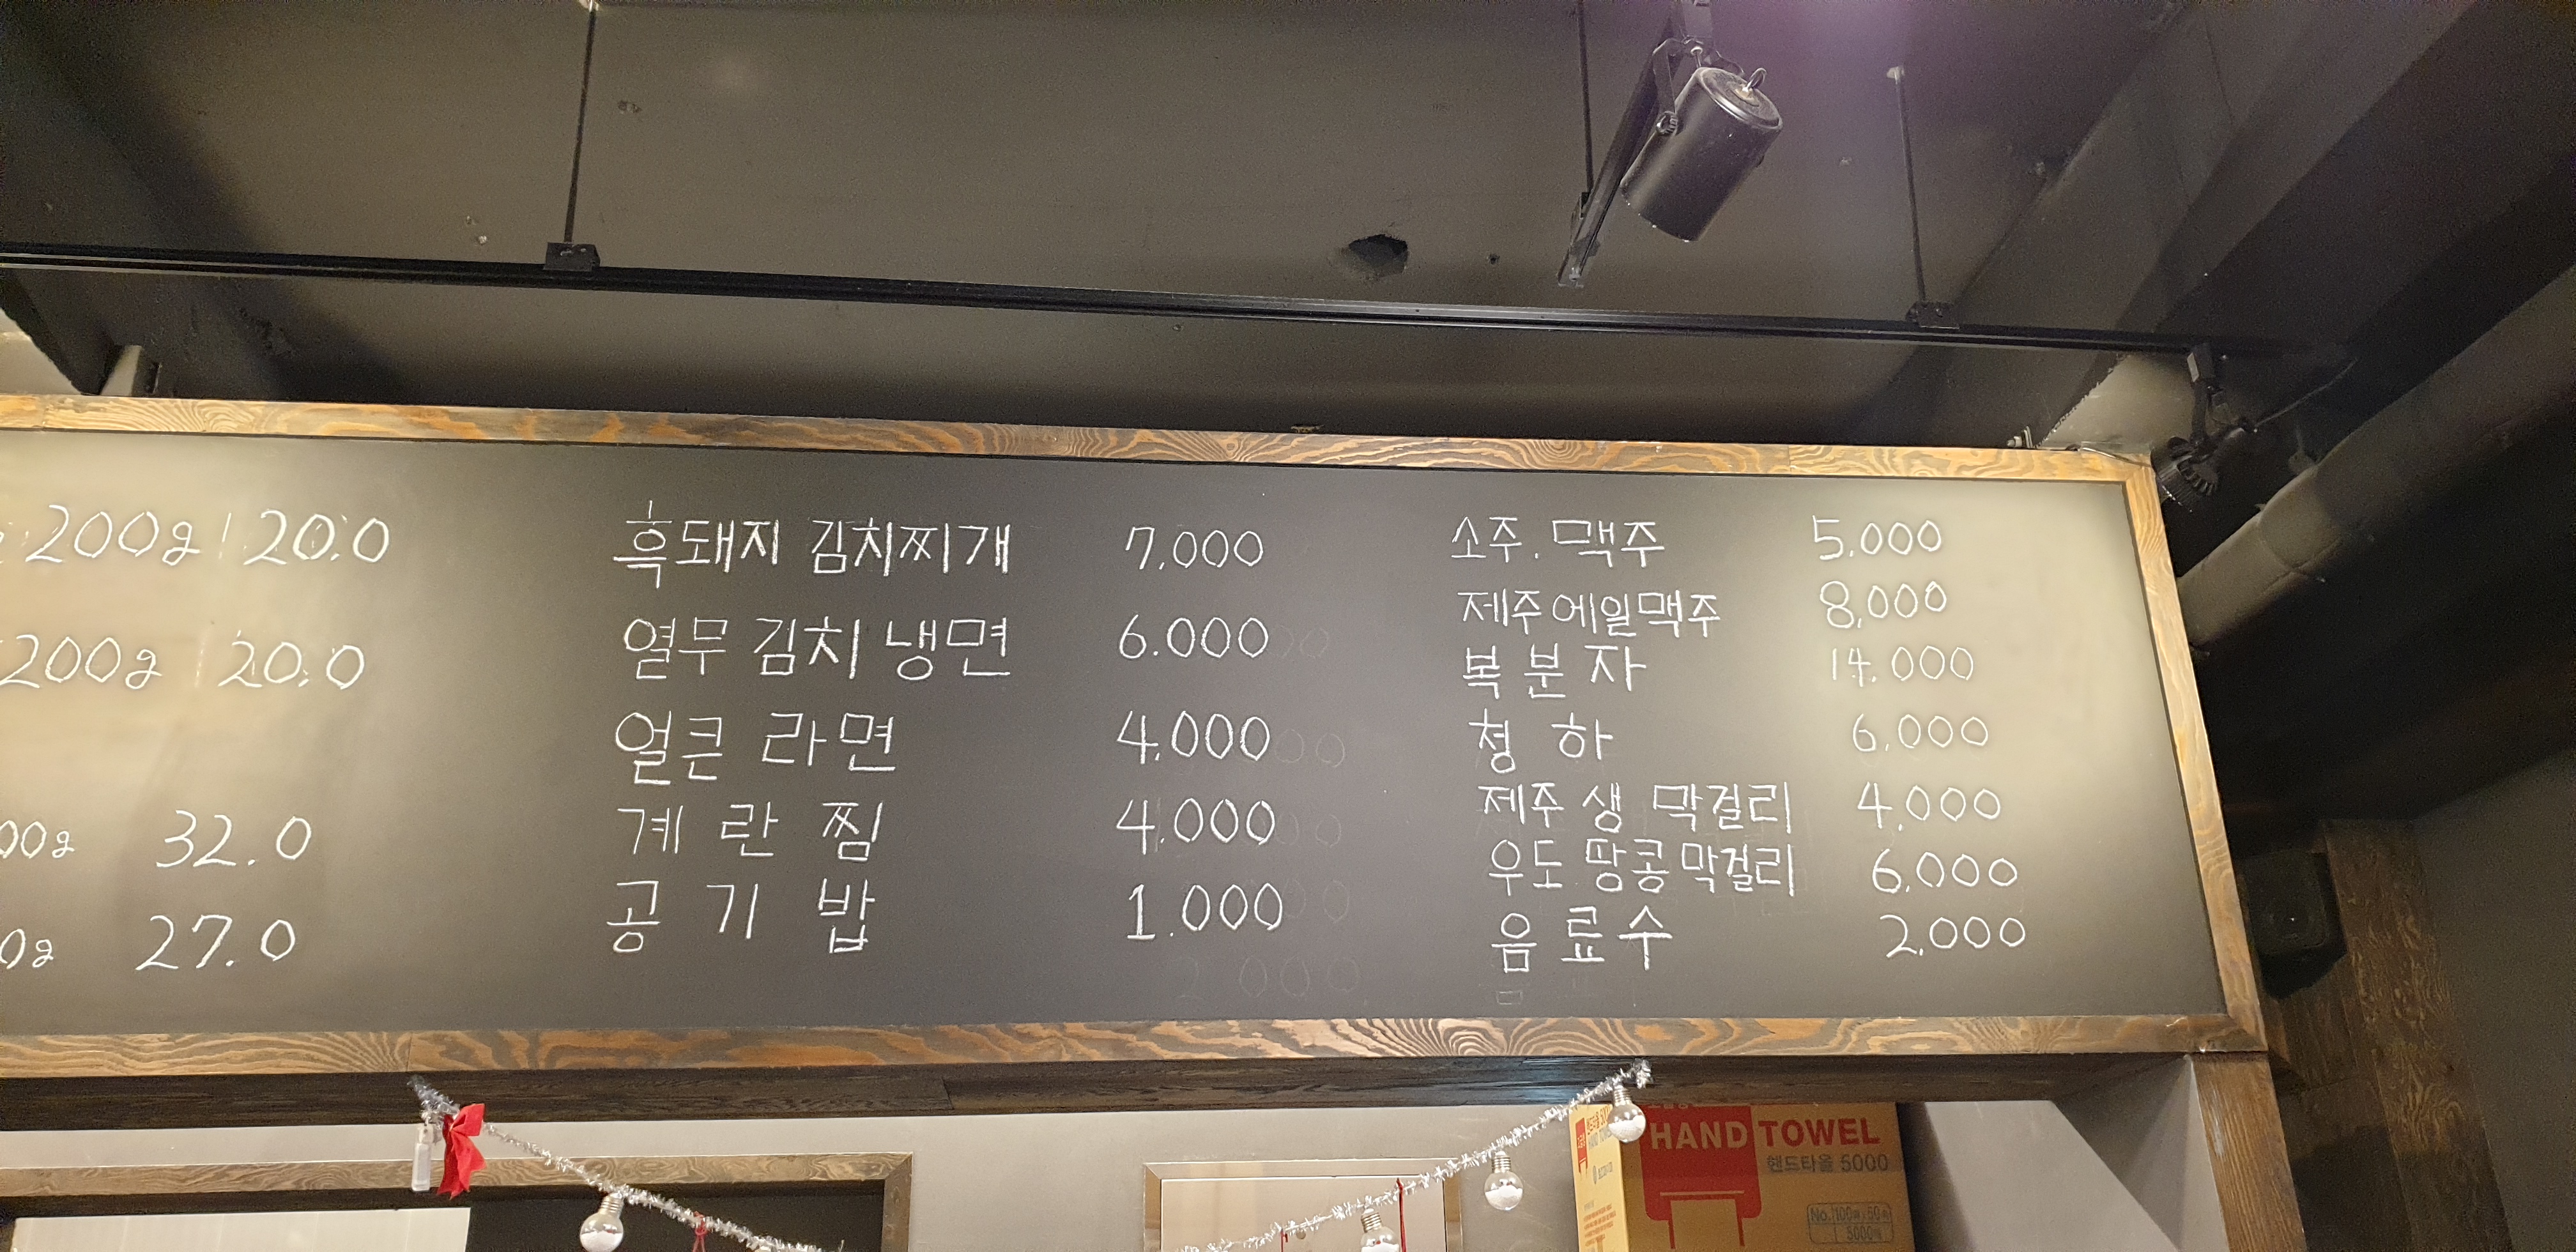 200g 20.0
200g 20.0
00g 32.0
0g 27.0
흑돼지 김치찌개 7,000
열무 김치 냉면 6.000
얼큰 라면 4,000
계란찜 4,000
공기밥 1.000
소주. 맥주 5,000
제주에일맥주 8,000
복분자 14.000
청하 6,000
제주 생 막걸리 4,000
우도 땅콩 막걸리 6,000
음료수 2,000
HAND TOWEL
핸드타올 5000